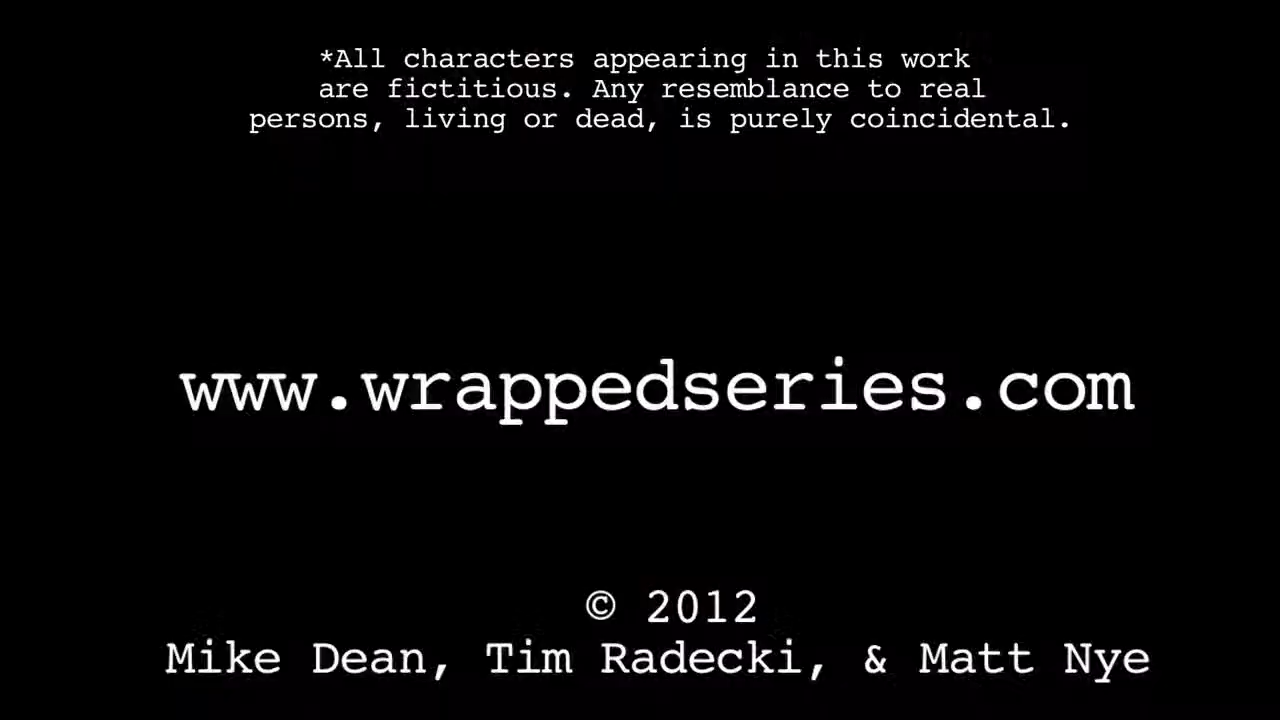 *All characters appearing in this work
are fictitious. Any resemblance to real
persons, living or dead, is purely coincidental.
www.wrappedseries.com
© 2012
Mike Dean, Tim Radecki, & Matt Nye